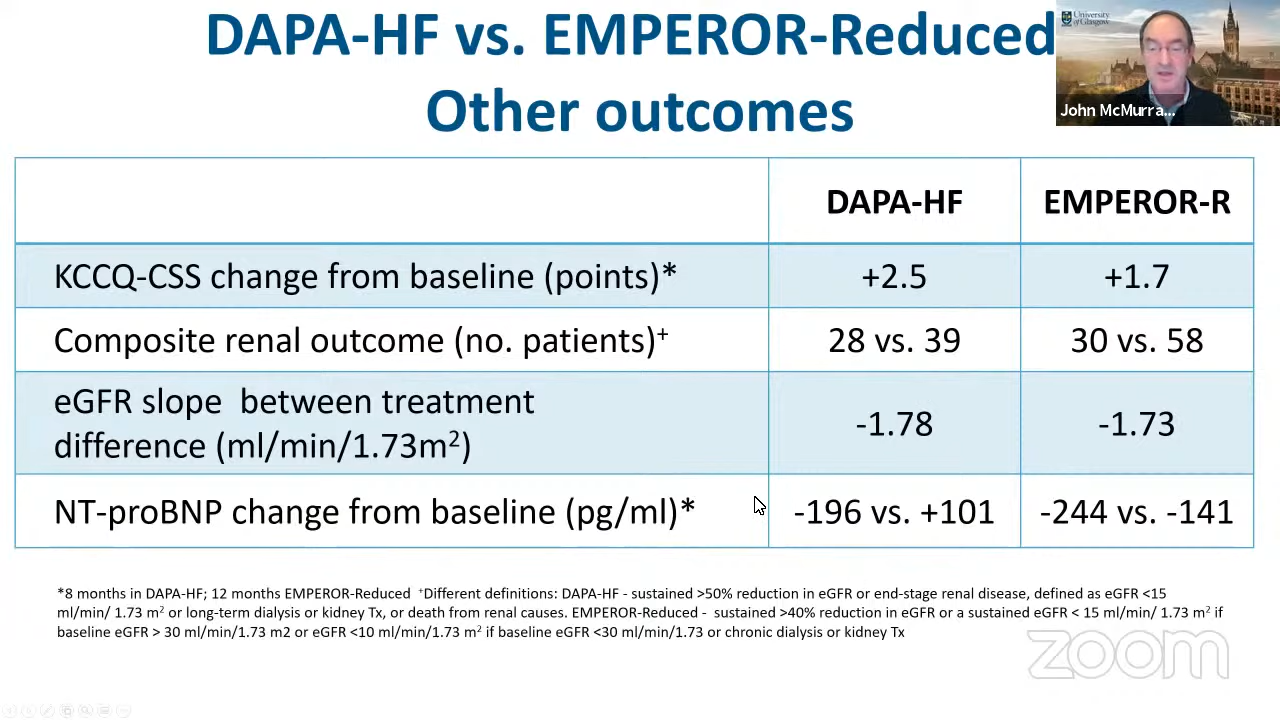 DAPA-HF vs. EMPEROR-Reduced
Other outcomes
University
of Glasgow
John McMurra...
DAPA-HF EMPEROR-R
KCCQ-CSS change from baseline (points)* +2.5 +1.7
Composite renal outcome (no. patients)⁺ 28 vs. 39 30 vs. 58
eGFR slope between treatment
difference (ml/min/1.73m²) -1.78 -1.73
NT-proBNP change from baseline (pg/ml)* -196 vs. +101 -244 vs. -141
*8 months in DAPA-HF; 12 months EMPEROR-Reduced ⁺Different definitions: DAPA-HF - sustained >50% reduction in eGFR or end-stage renal disease, defined as eGFR <15
ml/min/ 1.73 m² or long-term dialysis or kidney Tx, or death from renal causes. EMPEROR-Reduced - sustained >40% reduction in eGFR or a sustained eGFR < 15 ml/min/ 1.73 m² if
baseline eGFR > 30 ml/min/1.73 m2 or eGFR <10 ml/min/1.73 m² if baseline eGFR <30 ml/min/1.73 or chronic dialysis or kidney Tx
zoom